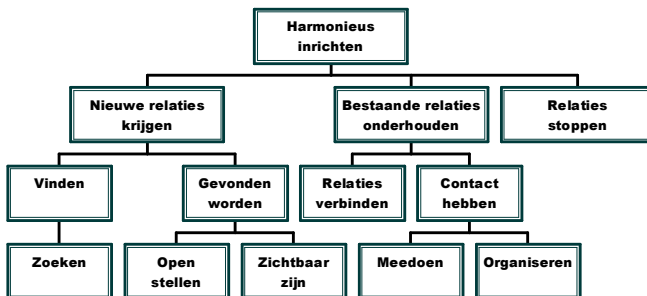 Harmonieus
inrichten
Nieuwe relaties
krijgen
Bestaande relaties
onderhouden
Relaties
stoppen
Vinden
Gevonden
worden
Relaties
verbinden
Contact
hebben
Zoeken
Open
stellen
Zichtbaar
zijn
Meedoen
Organiseren